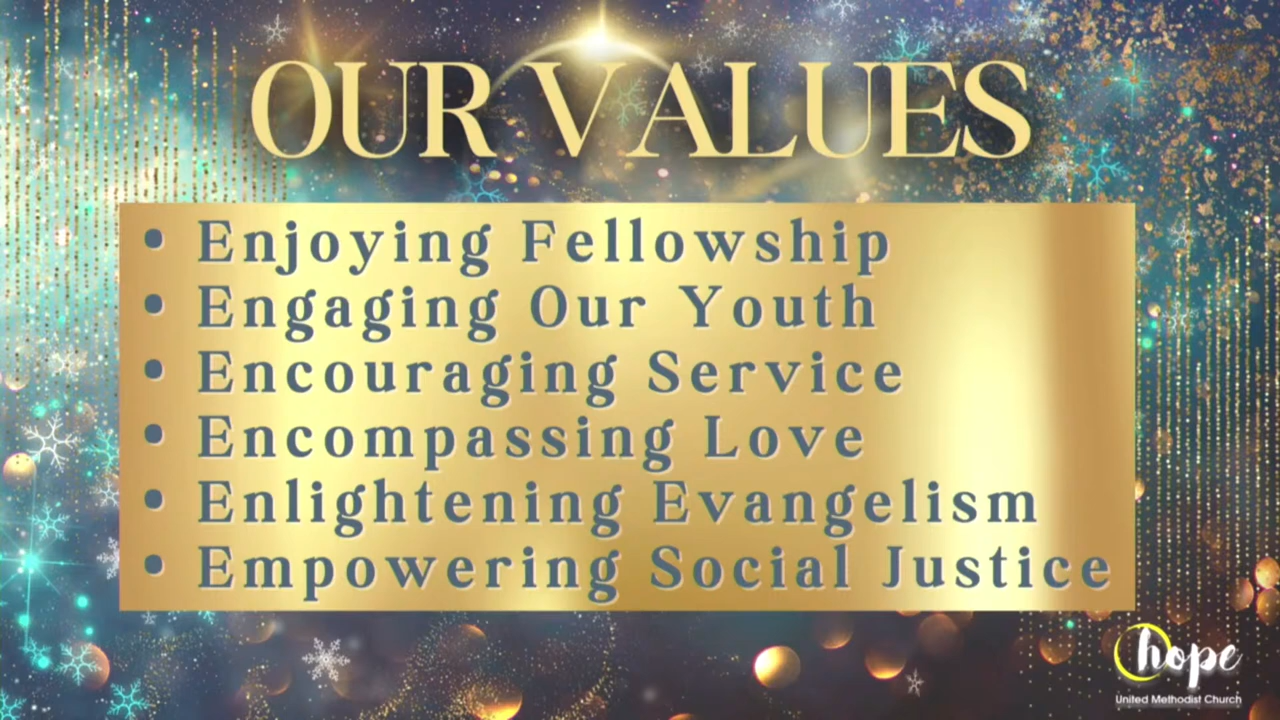 OUR VALUES
• Enjoying Fellowship
• Engaging Our Youth
• Encouraging Service
• Encompassing Love
• Enlightening Evangelism
• Empowering Social Justice
hope
United Methodist Church